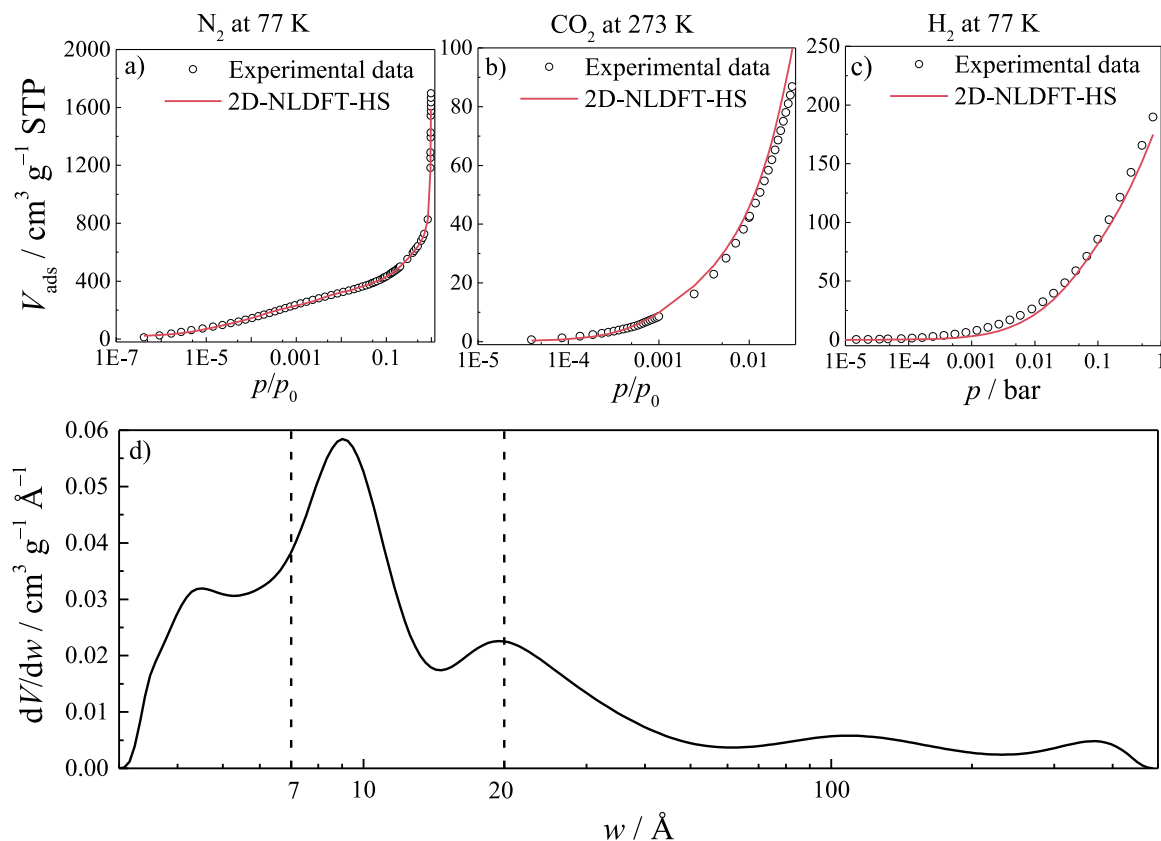 N₂ at 77 K
CO₂ at 273 K
H₂ at 77 K
a)
Experimental data
2D-NLDFT-HS
b)
Experimental data
2D-NLDFT-HS
c)
Experimental data
2D-NLDFT-HS
V_ads / cm³ g⁻¹ STP
2000
1600
1200
800
400
0
1E-7
1E-5
0.001
0.1
p/p₀
100
80
60
40
20
0
1E-5
1E-4
0.001
0.01
p/p₀
250
200
150
100
50
0
1E-5
1E-4
0.001
0.01
0.1
1
p / bar
d)
dV/dw / cm³ g⁻¹ Å⁻¹
0.06
0.05
0.04
0.03
0.02
0.01
0.00
7
10
20
100
w / Å